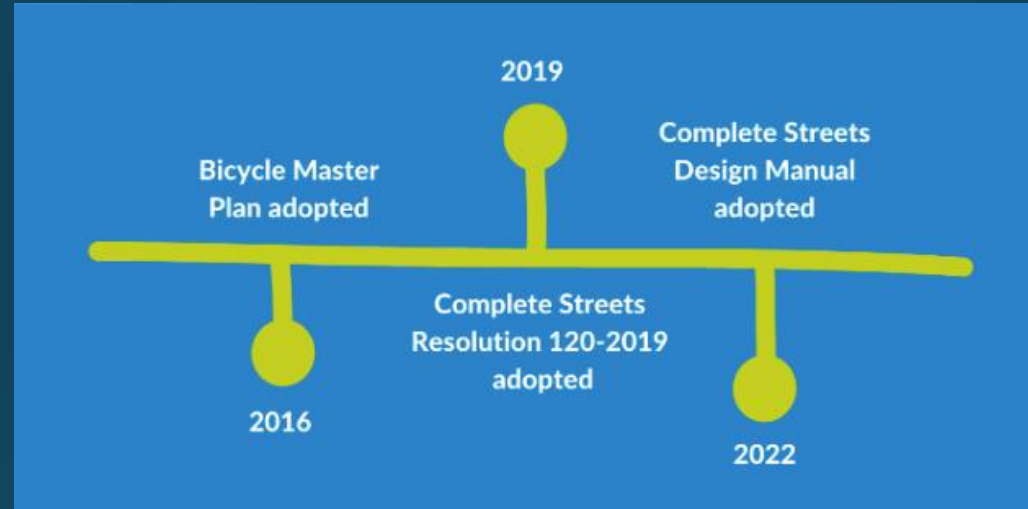 2019
Bicycle Master
Plan adopted
Complete Streets
Design Manual
adopted
Complete Streets
Resolution 120-2019
adopted
2016
2022